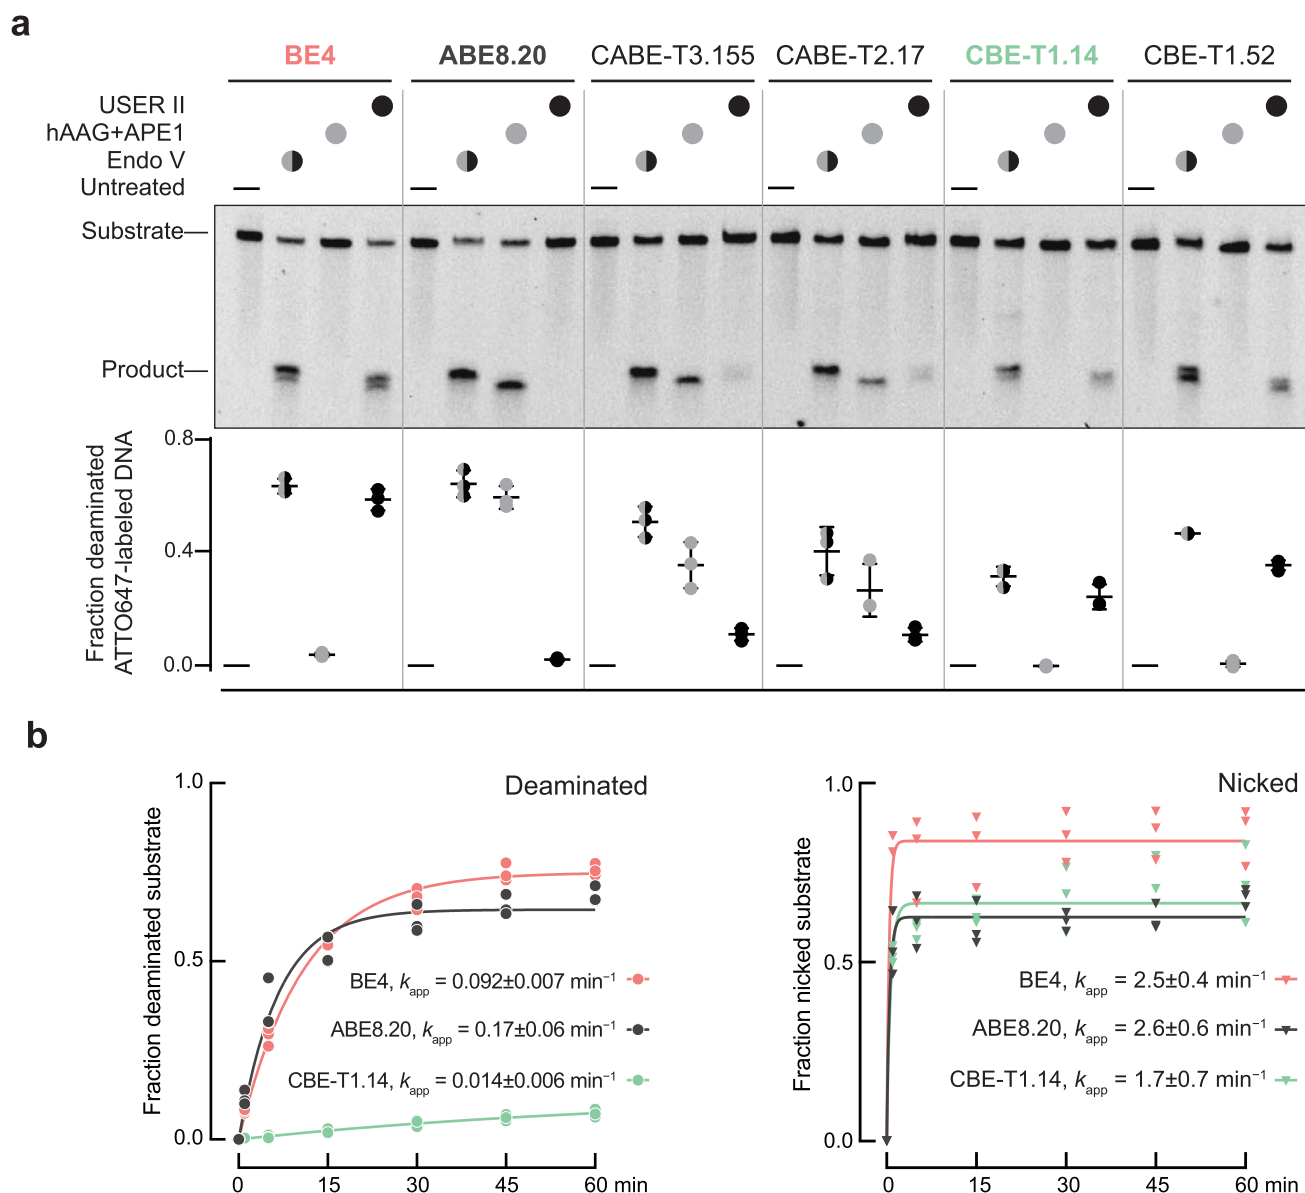 a
BE4 ABE8.20 CABE-T3.155 CABE-T2.17 CBE-T1.14 CBE-T1.52
USER II
hAAG+APE1
Endo V
Untreated
Substrate
Product
Fraction deaminated
ATTO647-labeled DNA
0.8
0.4
0.0
b
Deaminated
Fraction deaminated substrate
1.0
0.5
0.0
BE4, kapp = 0.092±0.007 min⁻¹
ABE8.20, kapp = 0.17±0.06 min⁻¹
CBE-T1.14, kapp = 0.014±0.006 min⁻¹
0 15 30 45 60 min
Nicked
Fraction nicked substrate
1.0
0.5
0.0
BE4, kapp = 2.5±0.4 min⁻¹
ABE8.20, kapp = 2.6±0.6 min⁻¹
CBE-T1.14, kapp = 1.7±0.7 min⁻¹
0 15 30 45 60 min